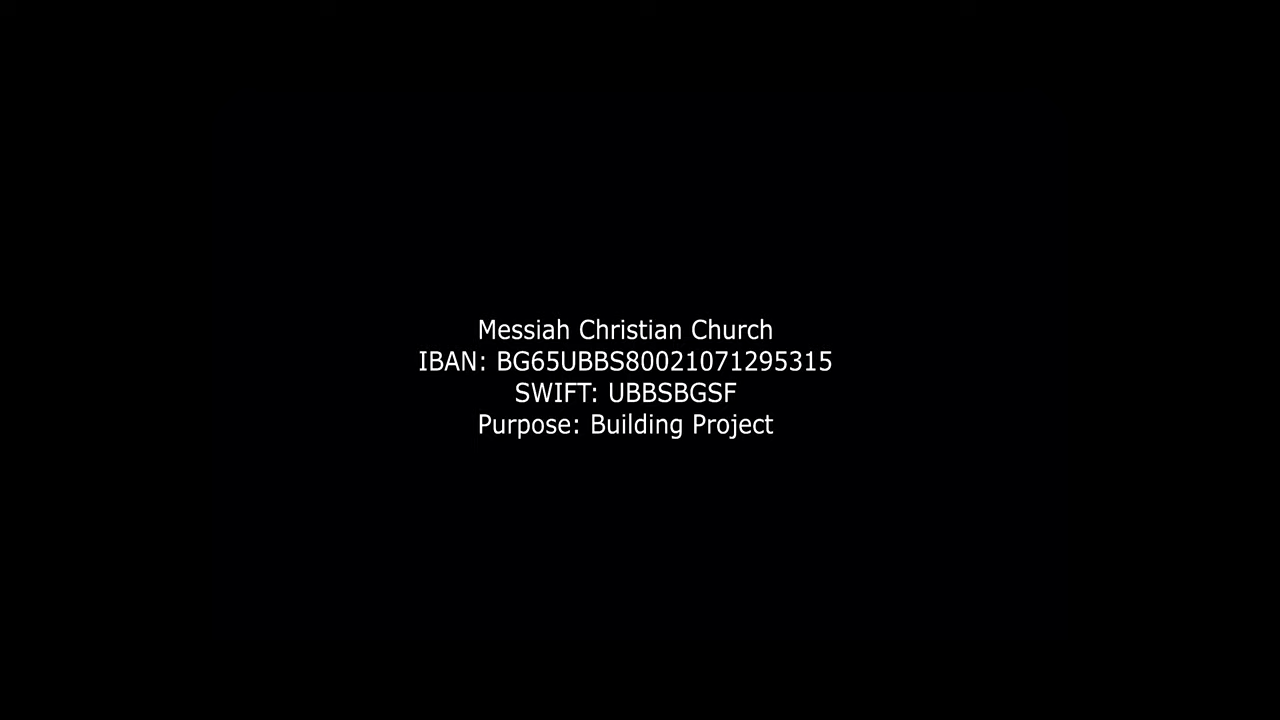 Messiah Christian Church
IBAN: BG65UBBS80021071295315
SWIFT: UBBSBGSF
Purpose: Building Project